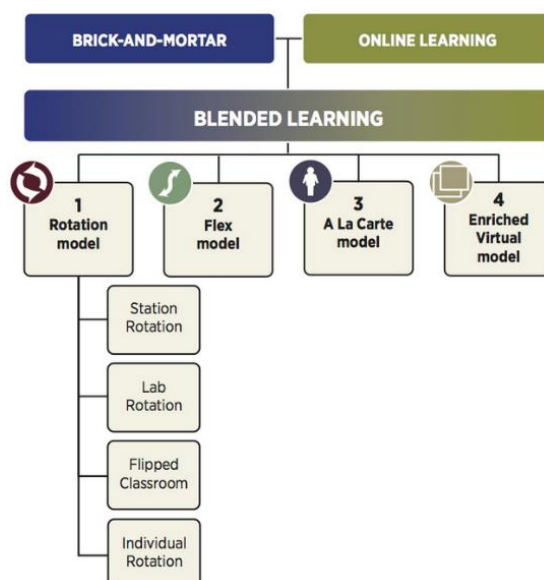 BRICK-AND-MORTAR
ONLINE LEARNING
BLENDED LEARNING
1
Rotation
model
2
Flex
model
3
A La Carte
model
4
Enriched
Virtual
model
Station
Rotation
Lab
Rotation
Flipped
Classroom
Individual
Rotation